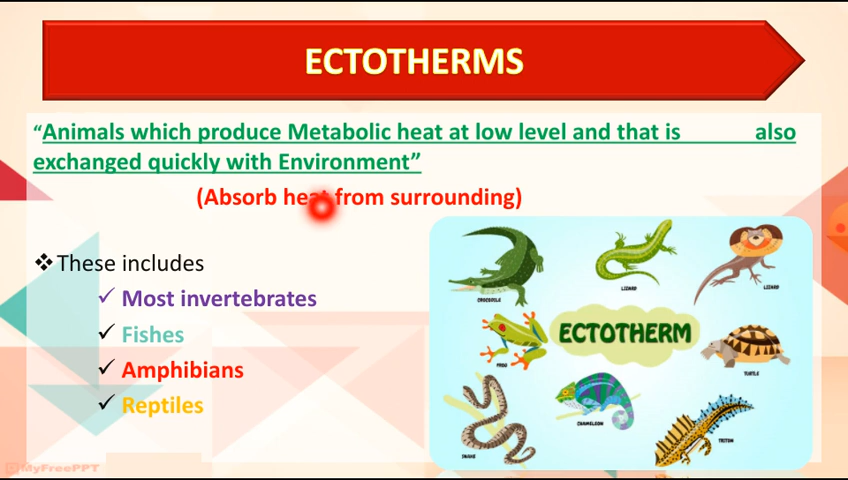 ECTOTHERMS
“Animals which produce Metabolic heat at low level and that is also
exchanged quickly with Environment”
(Absorb heat from surrounding)
These includes
Most invertebrates
Fishes
Amphibians
Reptiles
CROCODILE
LIZARD
LIZARD
FROG
ECTOTHERM
TURTLE
SNAKE
CHAMELEON
TRITON
MyFreePPT